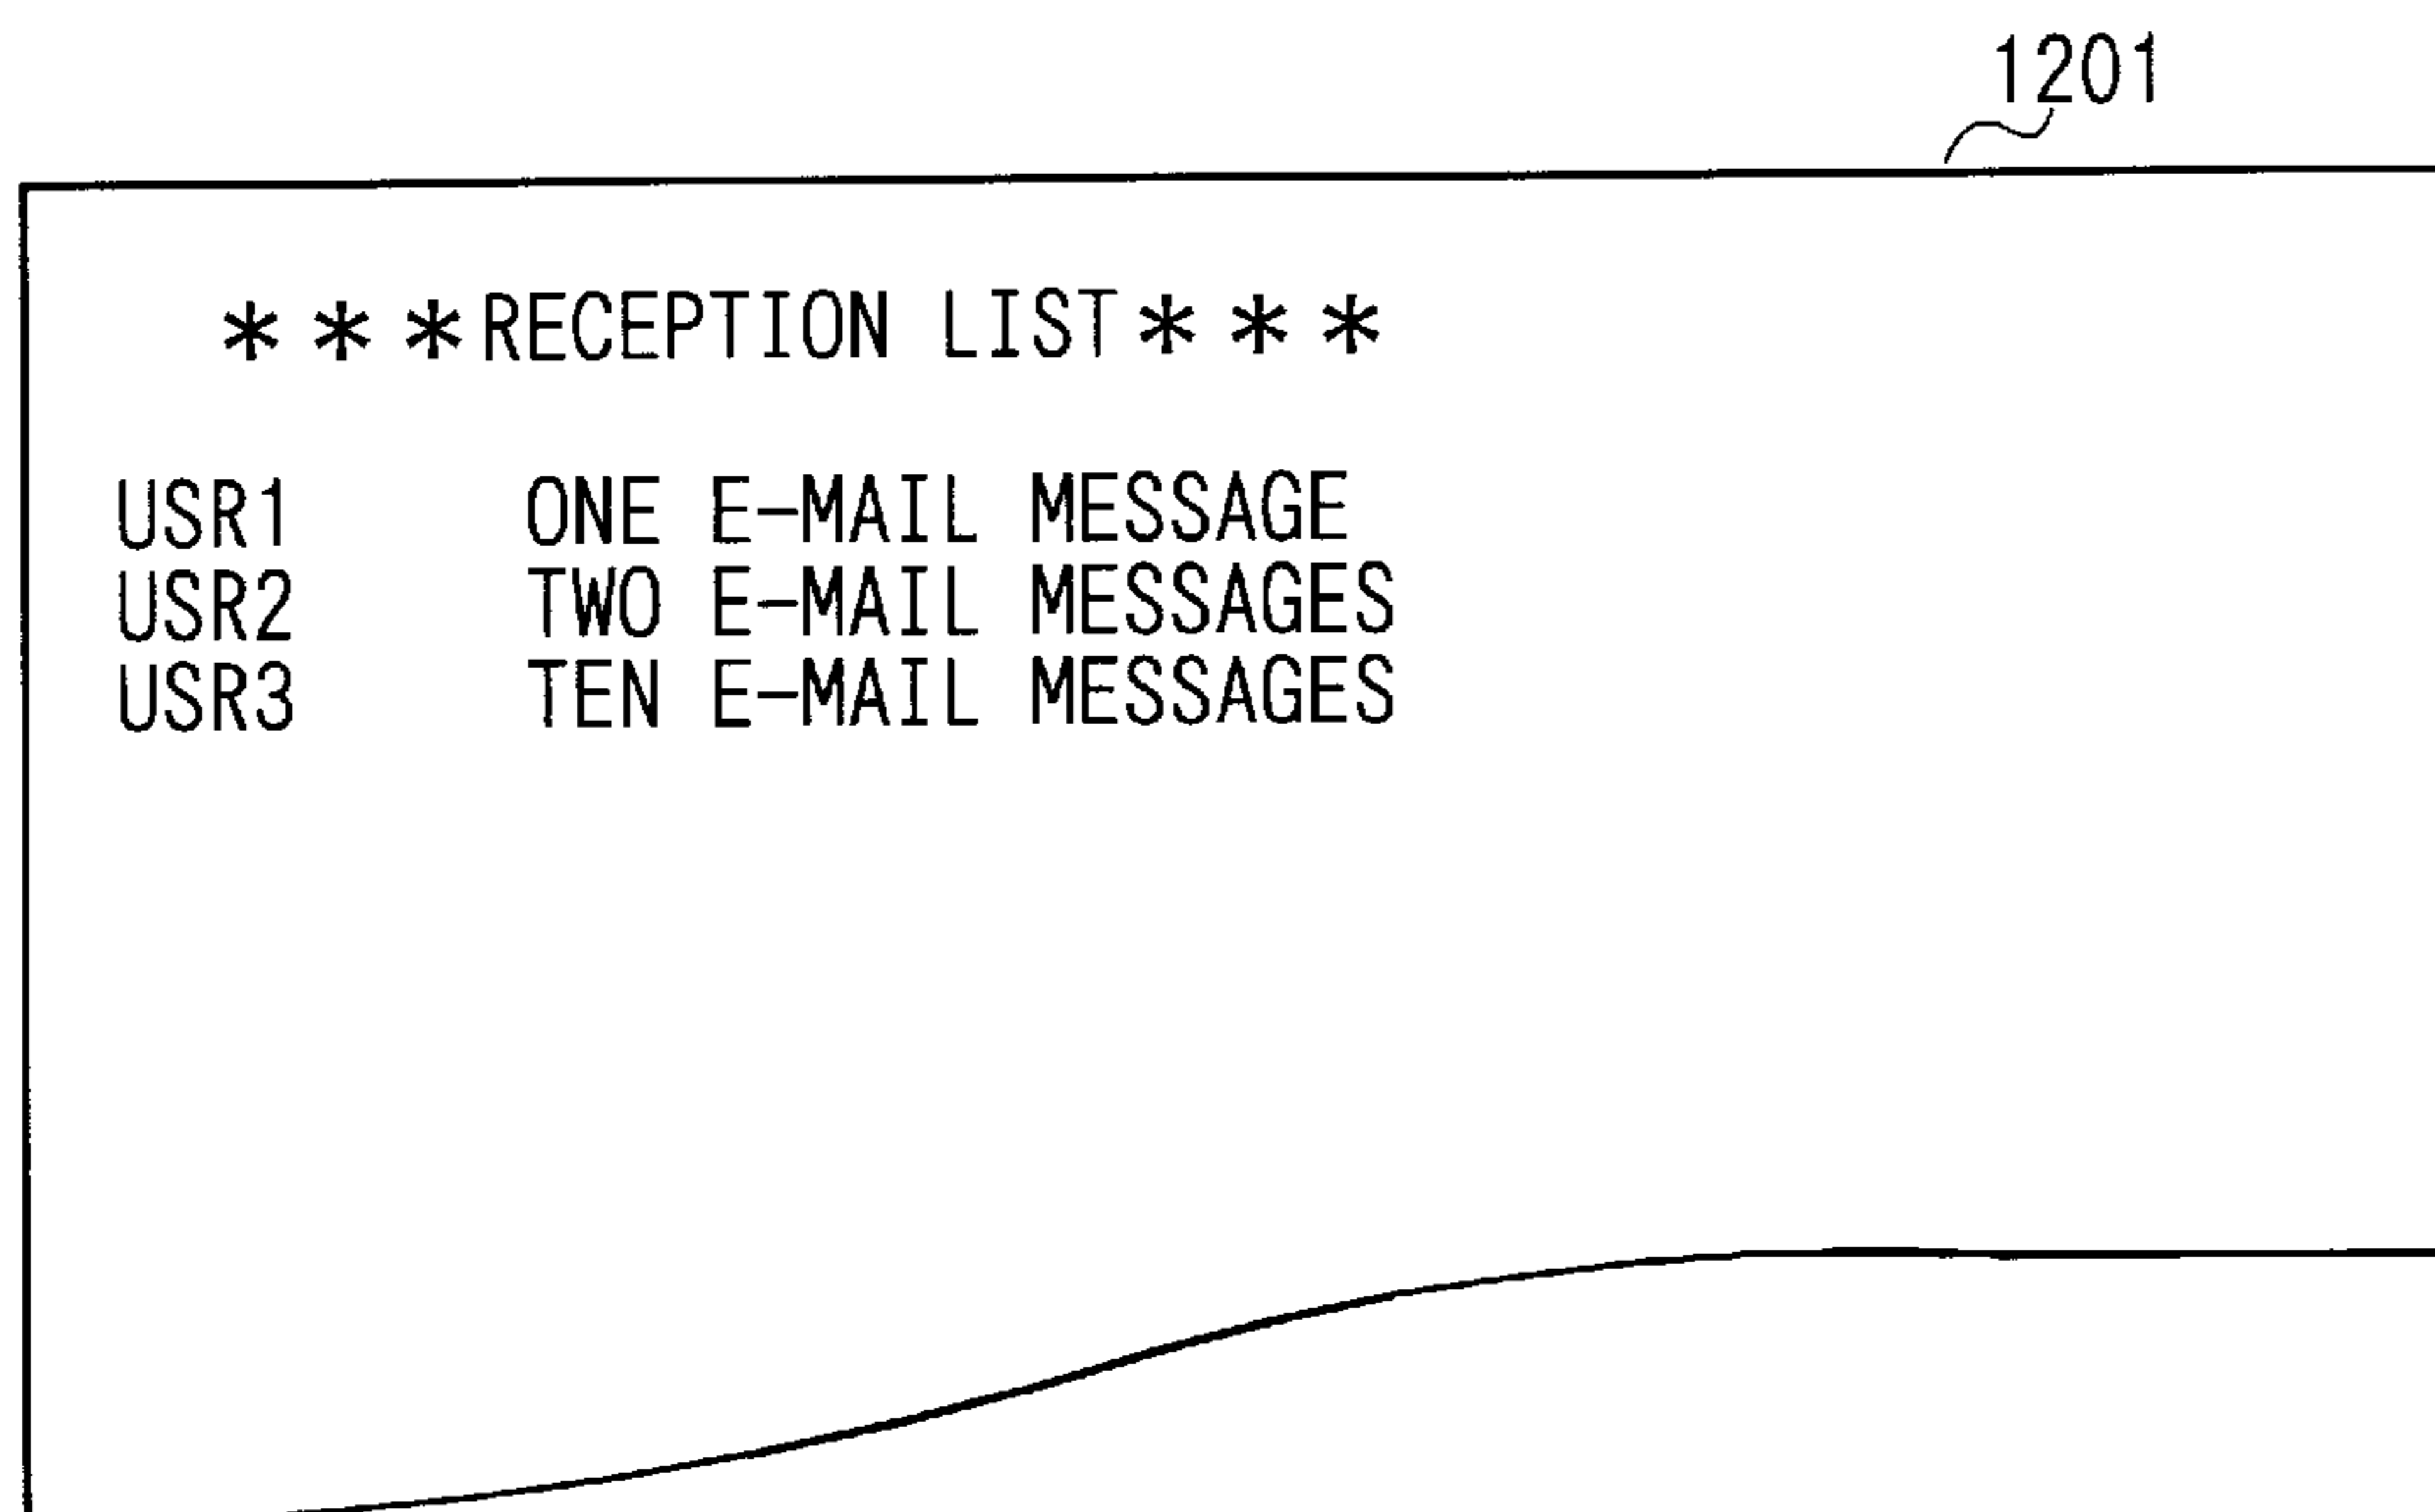 1201
* * *RECEPTION LIST* * *
USR1 ONE E-MAIL MESSAGE
USR2 TWO E-MAIL MESSAGES
USR3 TEN E-MAIL MESSAGES